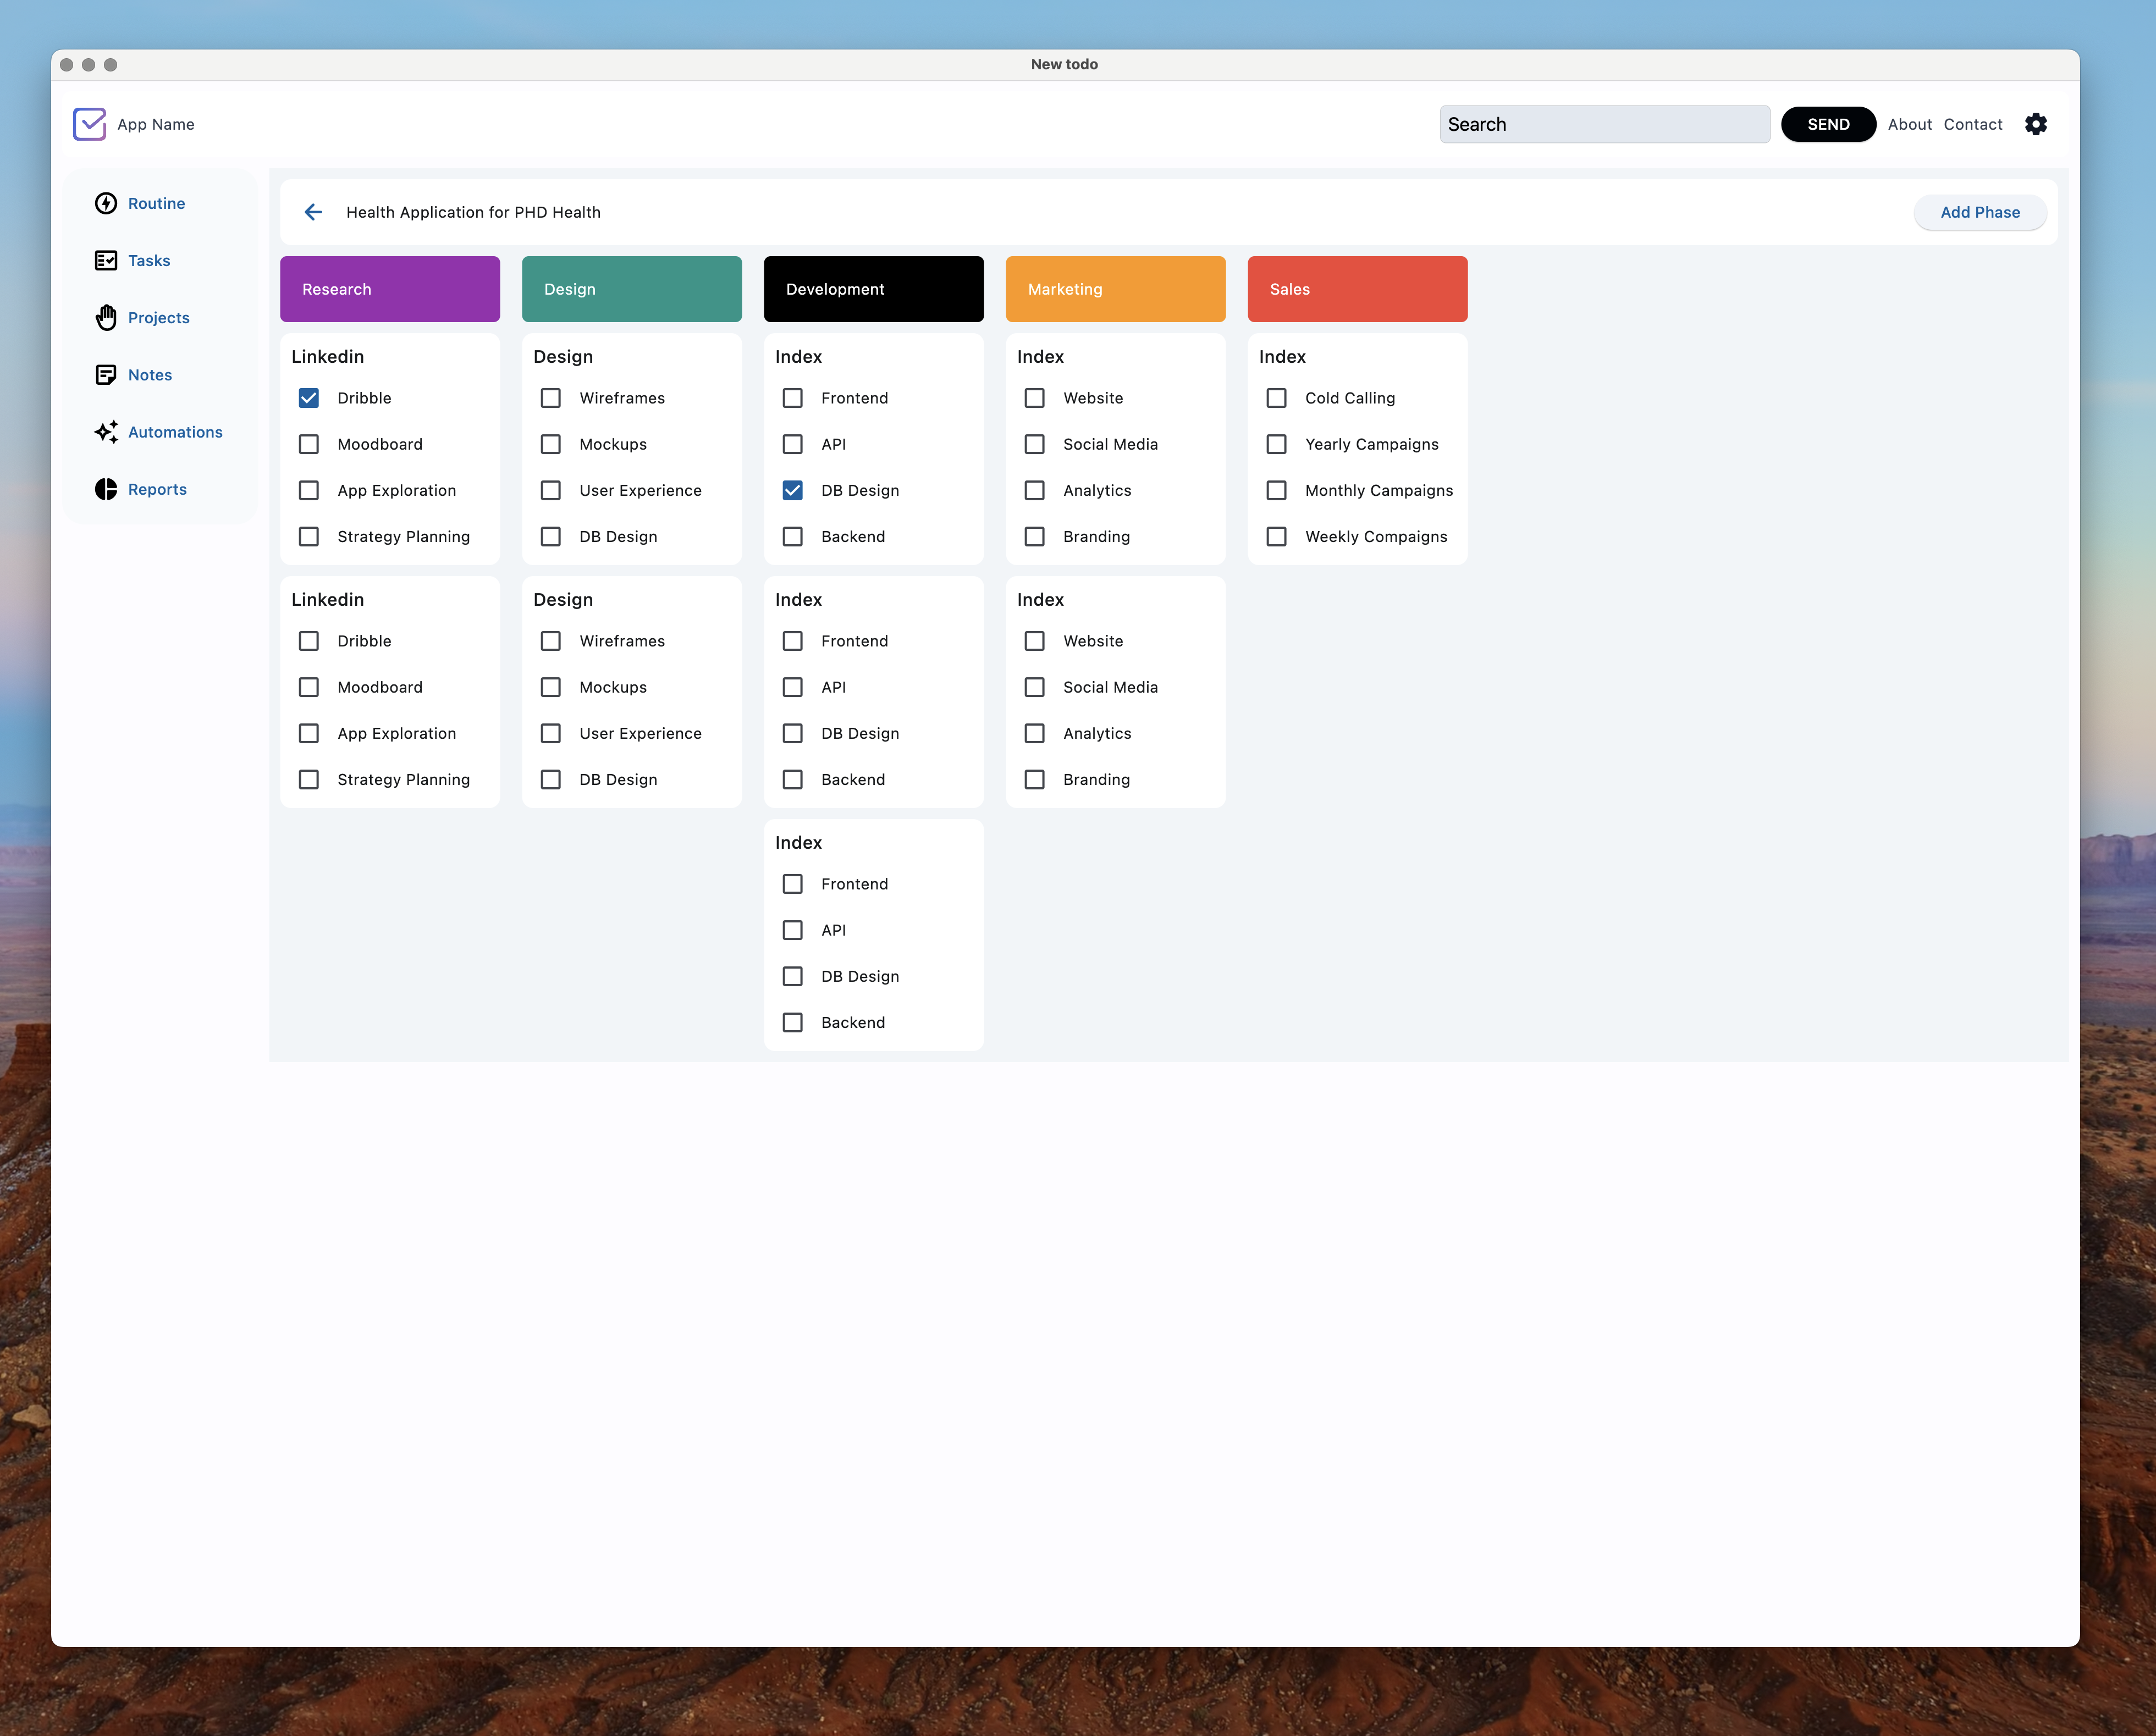 New todo
App Name
Search
SEND
About
Contact
Routine
Tasks
Projects
Notes
Automations
Reports
Health Application for PHD Health
Add Phase
Research
Linkedin
Dribble
Moodboard
App Exploration
Strategy Planning
Linkedin
Dribble
Moodboard
App Exploration
Strategy Planning
Design
Design
Wireframes
Mockups
User Experience
DB Design
Design
Wireframes
Mockups
User Experience
DB Design
Development
Index
Frontend
API
DB Design
Backend
Index
Frontend
API
DB Design
Backend
Index
Frontend
API
DB Design
Backend
Marketing
Index
Website
Social Media
Analytics
Branding
Index
Website
Social Media
Analytics
Branding
Sales
Index
Cold Calling
Yearly Campaigns
Monthly Campaigns
Weekly Compaigns